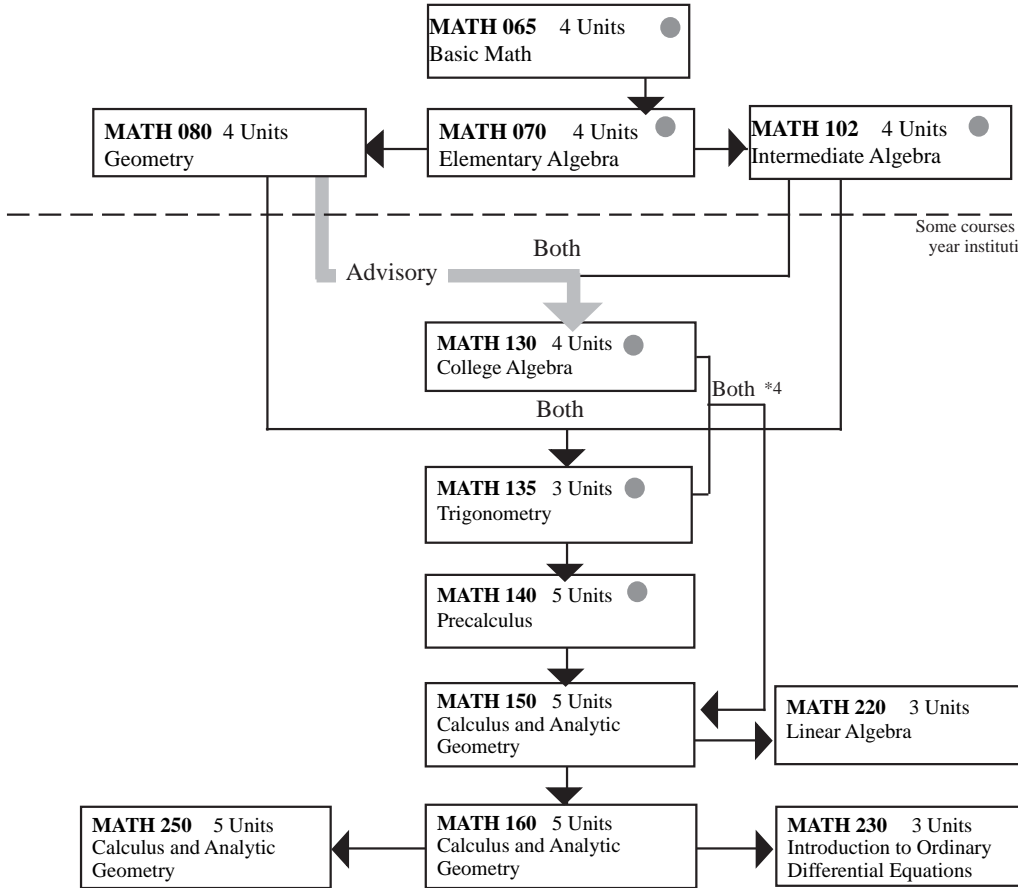 MATH 065 4 Units
Basic Math
MATH 080 4 Units
Geometry
MATH 070 4 Units
Elementary Algebra
MATH 102 4 Units
Intermediate Algebra
Some courses
year instituti
Both
Advisory
MATH 130 4 Units
College Algebra
Both *4
Both
MATH 135 3 Units
Trigonometry
MATH 140 5 Units
Precalculus
MATH 150 5 Units
Calculus and Analytic
Geometry
MATH 220 3 Units
Linear Algebra
MATH 250 5 Units
Calculus and Analytic
Geometry
MATH 160 5 Units
Calculus and Analytic
Geometry
MATH 230 3 Units
Introduction to Ordinary
Differential Equations